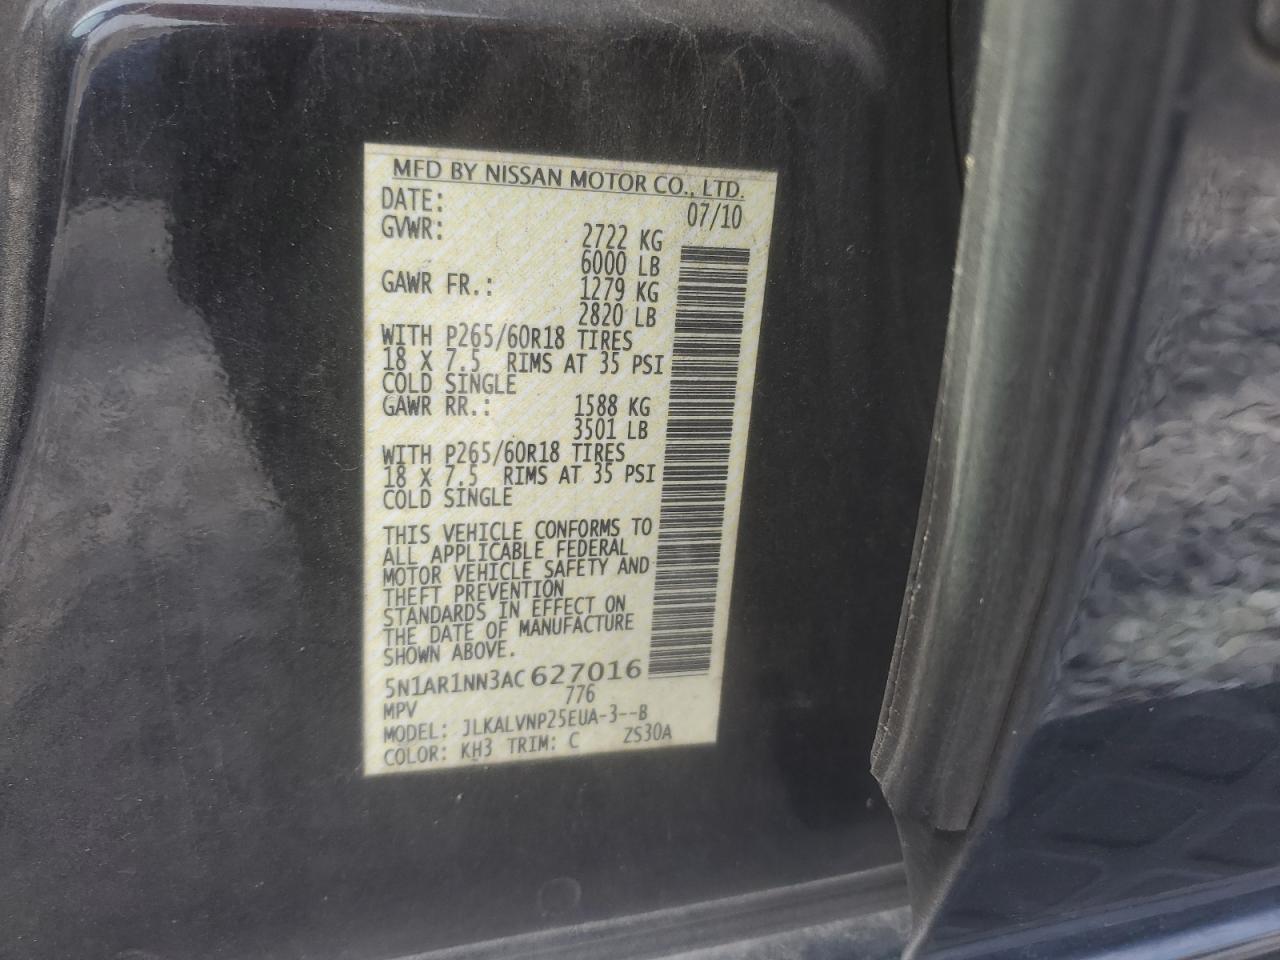 MFD BY NISSAN MOTOR CO., LTD.
DATE: 07/10
GVWR: 2722 KG
6000 LB
GAWR FR.: 1279 KG
2820 LB
WITH P265/60R18 TIRES
18 X 7.5 RIMS AT 35 PSI
COLD SINGLE
GAWR RR.: 1588 KG
3501 LB
WITH P265/60R18 TIRES
18 X 7.5 RIMS AT 35 PSI
COLD SINGLE
THIS VEHICLE CONFORMS TO
ALL APPLICABLE FEDERAL
MOTOR VEHICLE SAFETY AND
THEFT PREVENTION
STANDARDS IN EFFECT ON
THE DATE OF MANUFACTURE
SHOWN ABOVE.
5N1AR1NN3AC627016
MPV 776
MODEL: JLKALVNP25EUA-3--B
COLOR: KH3 TRIM: C ZS30A